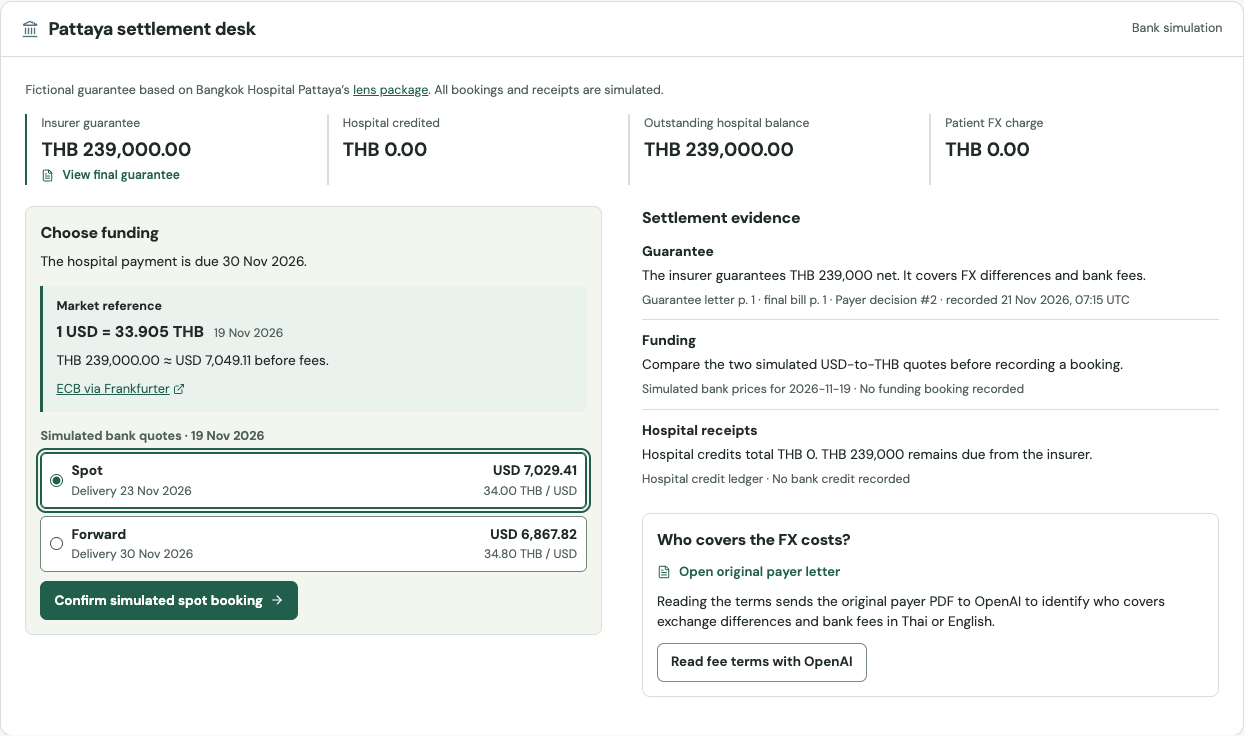 Pattaya settlement desk
Bank simulation
Fictional guarantee based on Bangkok Hospital Pattaya's lens package. All bookings and receipts are simulated.
Insurer guarantee
THB 239,000.00
View final guarantee
Hospital credited
THB 0.00
Outstanding hospital balance
THB 239,000.00
Patient FX charge
THB 0.00
Choose funding
The hospital payment is due 30 Nov 2026.
Market reference
1 USD = 33.905 THB 19 Nov 2026
THB 239,000.00 ≈ USD 7,049.11 before fees.
ECB via Frankfurter
Simulated bank quotes · 19 Nov 2026
Spot USD 7,029.41
Delivery 23 Nov 2026 34.00 THB / USD
Forward USD 6,867.82
Delivery 30 Nov 2026 34.80 THB / USD
Confirm simulated spot booking →
Settlement evidence
Guarantee
The insurer guarantees THB 239,000 net. It covers FX differences and bank fees.
Guarantee letter p. 1 · final bill p. 1 · Payer decision #2 · recorded 21 Nov 2026, 07:15 UTC
Funding
Compare the two simulated USD-to-THB quotes before recording a booking.
Simulated bank prices for 2026-11-19 · No funding booking recorded
Hospital receipts
Hospital credits total THB 0. THB 239,000 remains due from the insurer.
Hospital credit ledger · No bank credit recorded
Who covers the FX costs?
Open original payer letter
Reading the terms sends the original payer PDF to OpenAI to identify who covers
exchange differences and bank fees in Thai or English.
Read fee terms with OpenAI